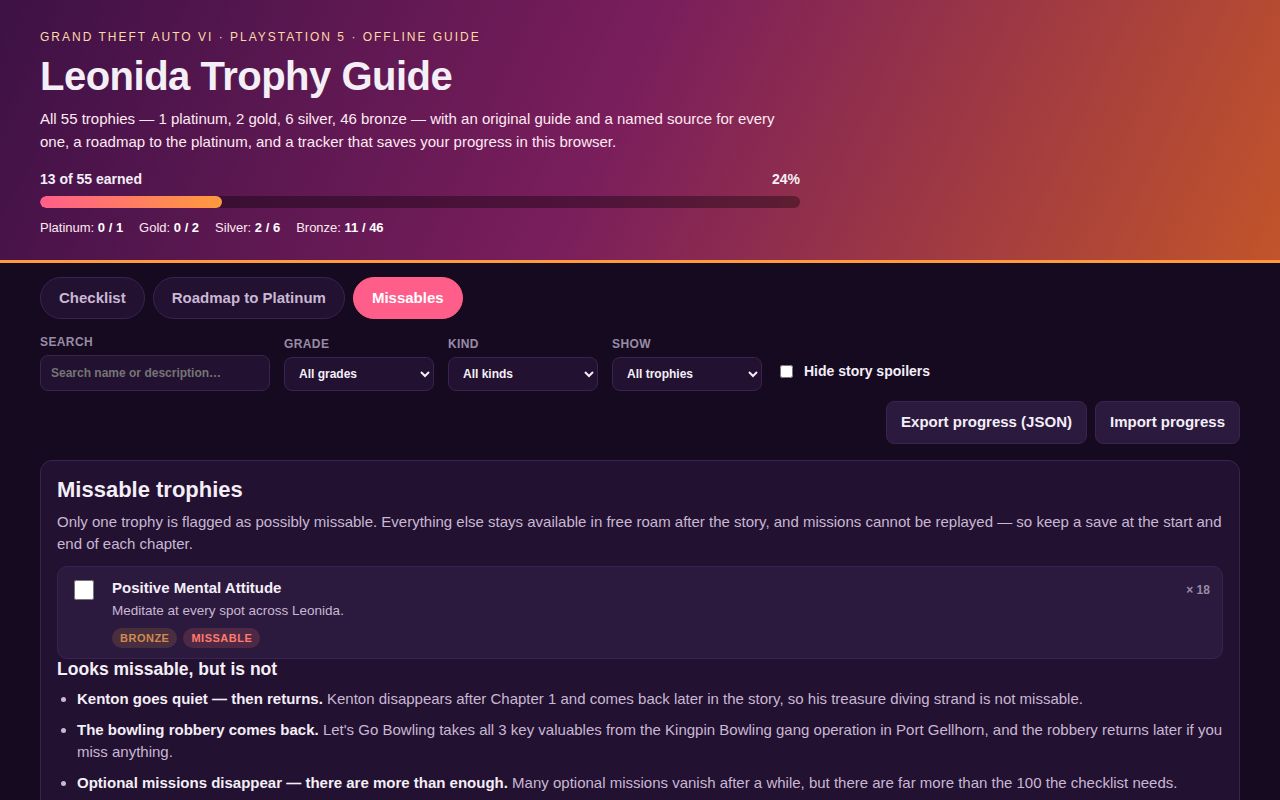 GRAND THEFT AUTO VI · PLAYSTATION 5 · OFFLINE GUIDE
Leonida Trophy Guide
All 55 trophies — 1 platinum, 2 gold, 6 silver, 46 bronze — with an original guide and a named source for every
one, a roadmap to the platinum, and a tracker that saves your progress in this browser.
13 of 55 earned 24%
Platinum: 0 / 1 Gold: 0 / 2 Silver: 2 / 6 Bronze: 11 / 46
Checklist Roadmap to Platinum Missables
SEARCH GRADE KIND SHOW
Search name or description… All grades All kinds All trophies Hide story spoilers
Export progress (JSON) Import progress
Missable trophies
Only one trophy is flagged as possibly missable. Everything else stays available in free roam after the story, and missions cannot be replayed — so keep a save at the start and
end of each chapter.
Positive Mental Attitude × 18
Meditate at every spot across Leonida.
BRONZE MISSABLE
Looks missable, but is not
• Kenton goes quiet — then returns. Kenton disappears after Chapter 1 and comes back later in the story, so his treasure diving strand is not missable.
• The bowling robbery comes back. Let's Go Bowling takes all 3 key valuables from the Kingpin Bowling gang operation in Port Gellhorn, and the robbery returns later if you
miss anything.
• Optional missions disappear — there are more than enough. Many optional missions vanish after a while, but there are far more than the 100 the checklist needs.